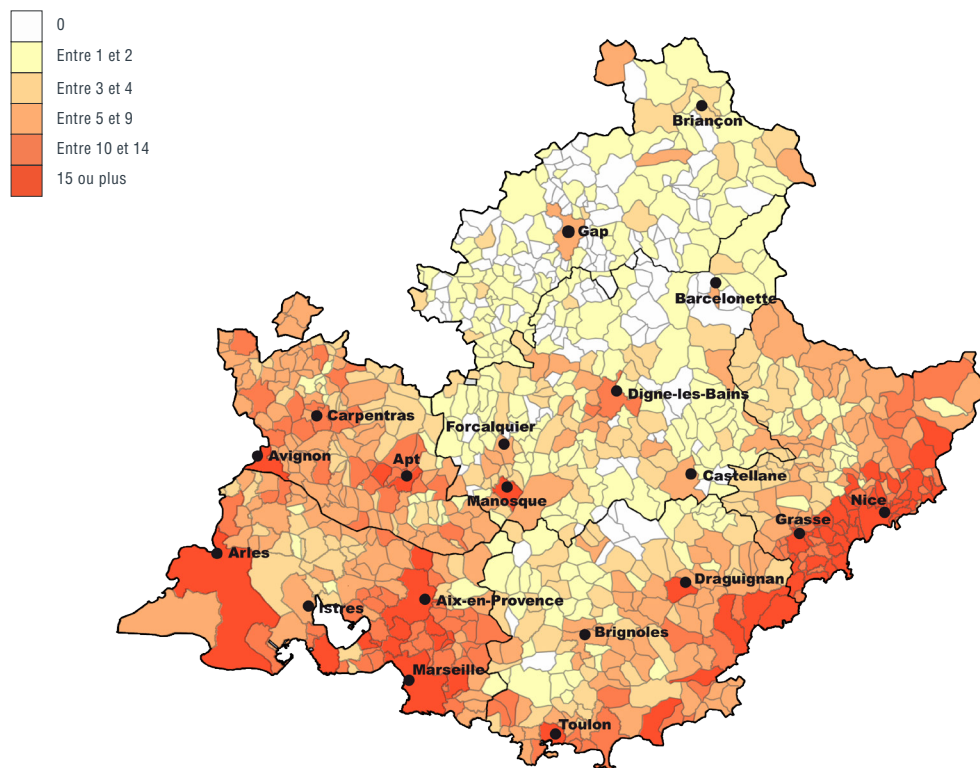 0
Entre 1 et 2
Entre 3 et 4
Entre 5 et 9
Entre 10 et 14
15 ou plus
Briançon
Gap
Barcelonette
Digne-les-Bains
Carpentras
Forcalquier
Avignon
Apt
Castellane
Manosque
Nice
Grasse
Arles
Draguignan
Istres
Aix-en-Provence
Brignoles
Marseille
Toulon